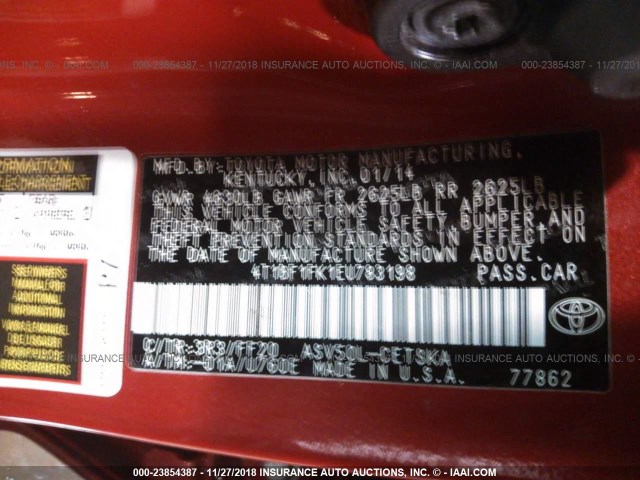 000-23854387 - 11/27/2018 INSURANCE AUTO AUCTIONS, INC. © - IAAI.COM
MFD. BY: TOYOTA MOTOR MANUFACTURING,
KENTUCKY, INC. 01/14
GVWR 4630LB GAWR FR 2625LB RR 2625LB
THIS VEHICLE CONFORMS TO ALL APPLICABLE
FEDERAL MOTOR VEHICLE SAFETY, BUMPER AND
THEFT PREVENTION STANDARDS IN EFFECT ON
THE DATE OF MANUFACTURE SHOWN ABOVE.
4T1BF1FK1EU783198 PASS.CAR
C/TR: 3R3/FF20 ASV50L-CETSKA
A/TM: -01A/U760E MADE IN U.S.A.
77862
000-23854387 - 11/27/2018 INSURANCE AUTO AUCTIONS, INC. © - IAAI.COM